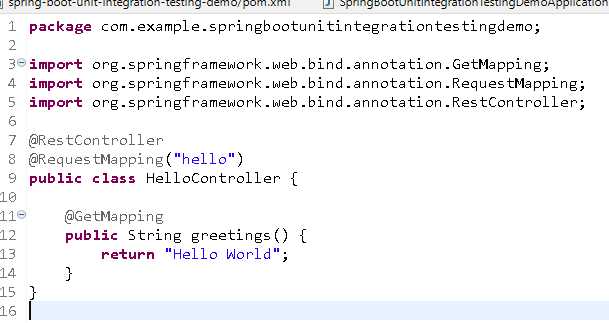 spring-boot-unit-integration-testing-demo/pom.xml SpringBootUnitIntegrationTestingDemoApplication
1 package com.example.springbootunitintegrationtestingdemo;
2
3 import org.springframework.web.bind.annotation.GetMapping;
4 import org.springframework.web.bind.annotation.RequestMapping;
5 import org.springframework.web.bind.annotation.RestController;
6
7 @RestController
8 @RequestMapping("hello")
9 public class HelloController {
10
11 @GetMapping
12 public String greetings() {
13 return "Hello World";
14 }
15 }
16